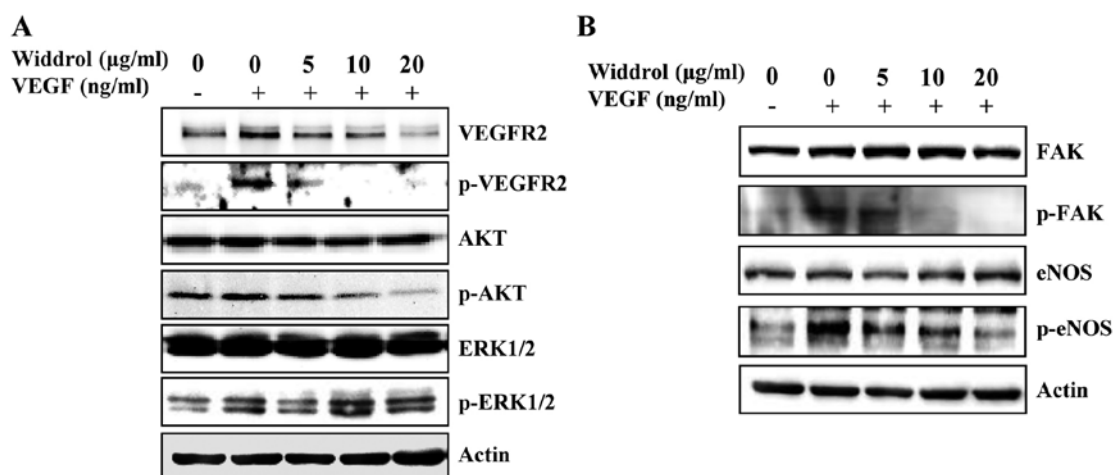 A
Widdrol (μg/ml) 0 0 5 10 20
VEGF (ng/ml) - + + + +
VEGFR2
p-VEGFR2
AKT
p-AKT
ERK1/2
p-ERK1/2
Actin
B
Widdrol (μg/ml) 0 0 5 10 20
VEGF (ng/ml) - + + + +
FAK
p-FAK
eNOS
p-eNOS
Actin